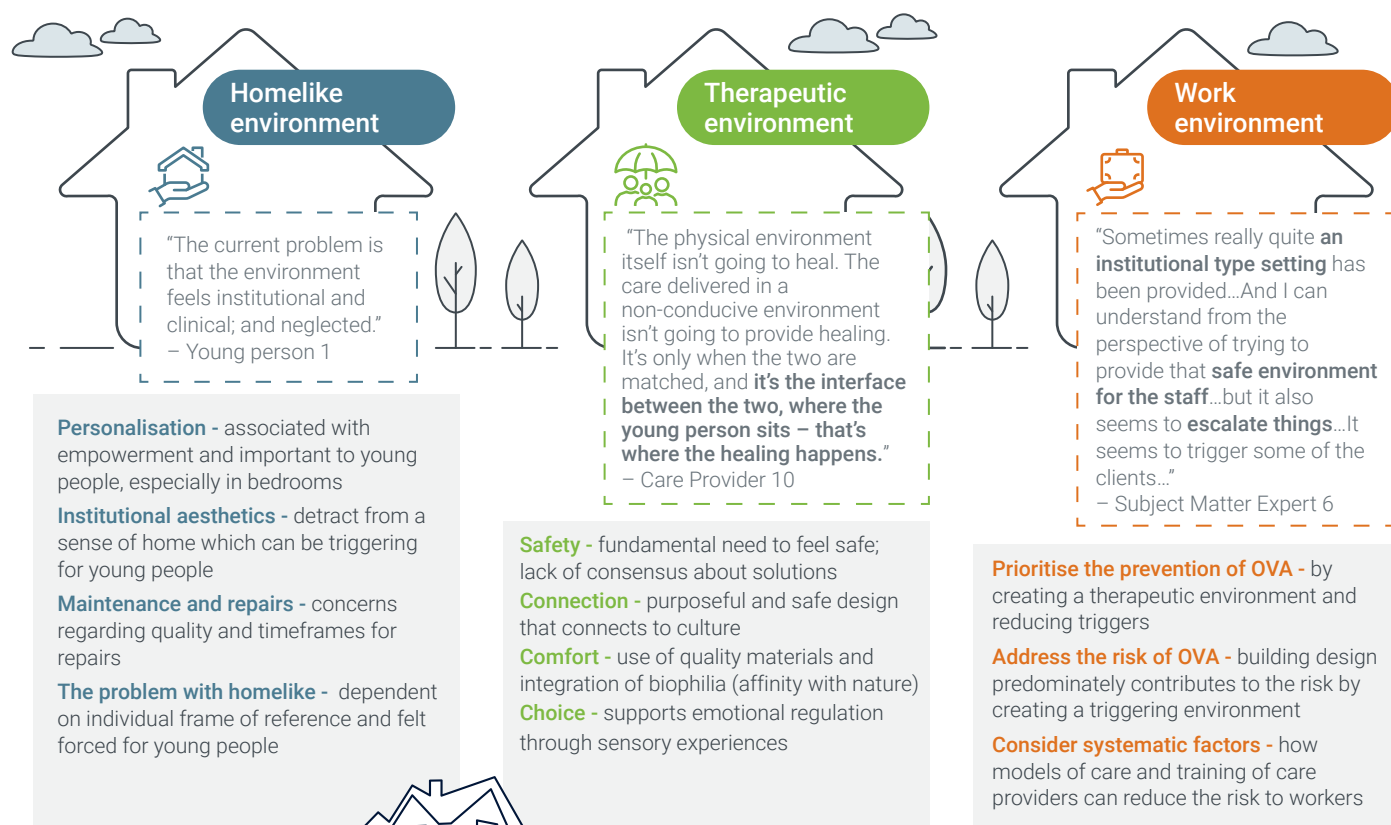 Homelike
environment
"The current problem is
that the environment
feels institutional and
clinical; and neglected."
– Young person 1
Personalisation - associated with
empowerment and important to young
people, especially in bedrooms
Institutional aesthetics - detract from a
sense of home which can be triggering
for young people
Maintenance and repairs - concerns
regarding quality and timeframes for
repairs
The problem with homelike - dependent
on individual frame of reference and felt
forced for young people
Therapeutic
environment
"The physical environment
itself isn't going to heal. The
care delivered in a
non-conducive environment
isn't going to provide healing.
It's only when the two are
matched, and it's the interface
between the two, where the
young person sits – that's
where the healing happens."
– Care Provider 10
Safety - fundamental need to feel safe;
lack of consensus about solutions
Connection - purposeful and safe design
that connects to culture
Comfort - use of quality materials and
integration of biophilia (affinity with nature)
Choice - supports emotional regulation
through sensory experiences
Work
environment
"Sometimes really quite an
institutional type setting has
been provided...And I can
understand from the
perspective of trying to
provide that safe environment
for the staff...but it also
seems to escalate things...It
seems to trigger some of the
clients..."
– Subject Matter Expert 6
Prioritise the prevention of OVA - by
creating a therapeutic environment and
reducing triggers
Address the risk of OVA - building design
predominately contributes to the risk by
creating a triggering environment
Consider systematic factors - how
models of care and training of care
providers can reduce the risk to workers